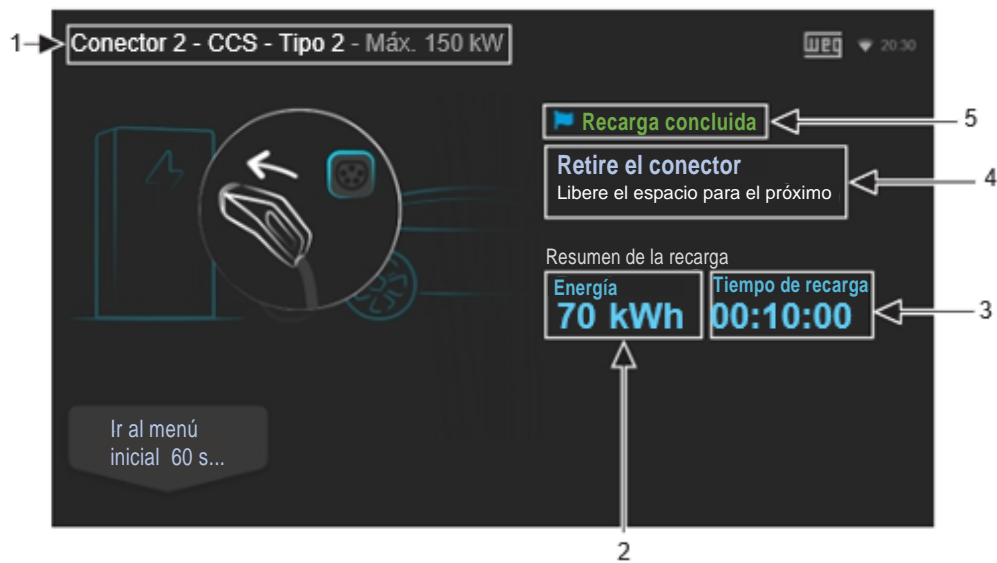 1
Conector 2 - CCS - Tipo 2 - Máx. 150 kW
weg
20:30
Recarga concluida
5
Retire el conector
Libere el espacio para el próximo
4
Resumen de la recarga
Energía
70 kWh
Tiempo de recarga
00:10:00
3
Ir al menú
inicial 60 s...
2